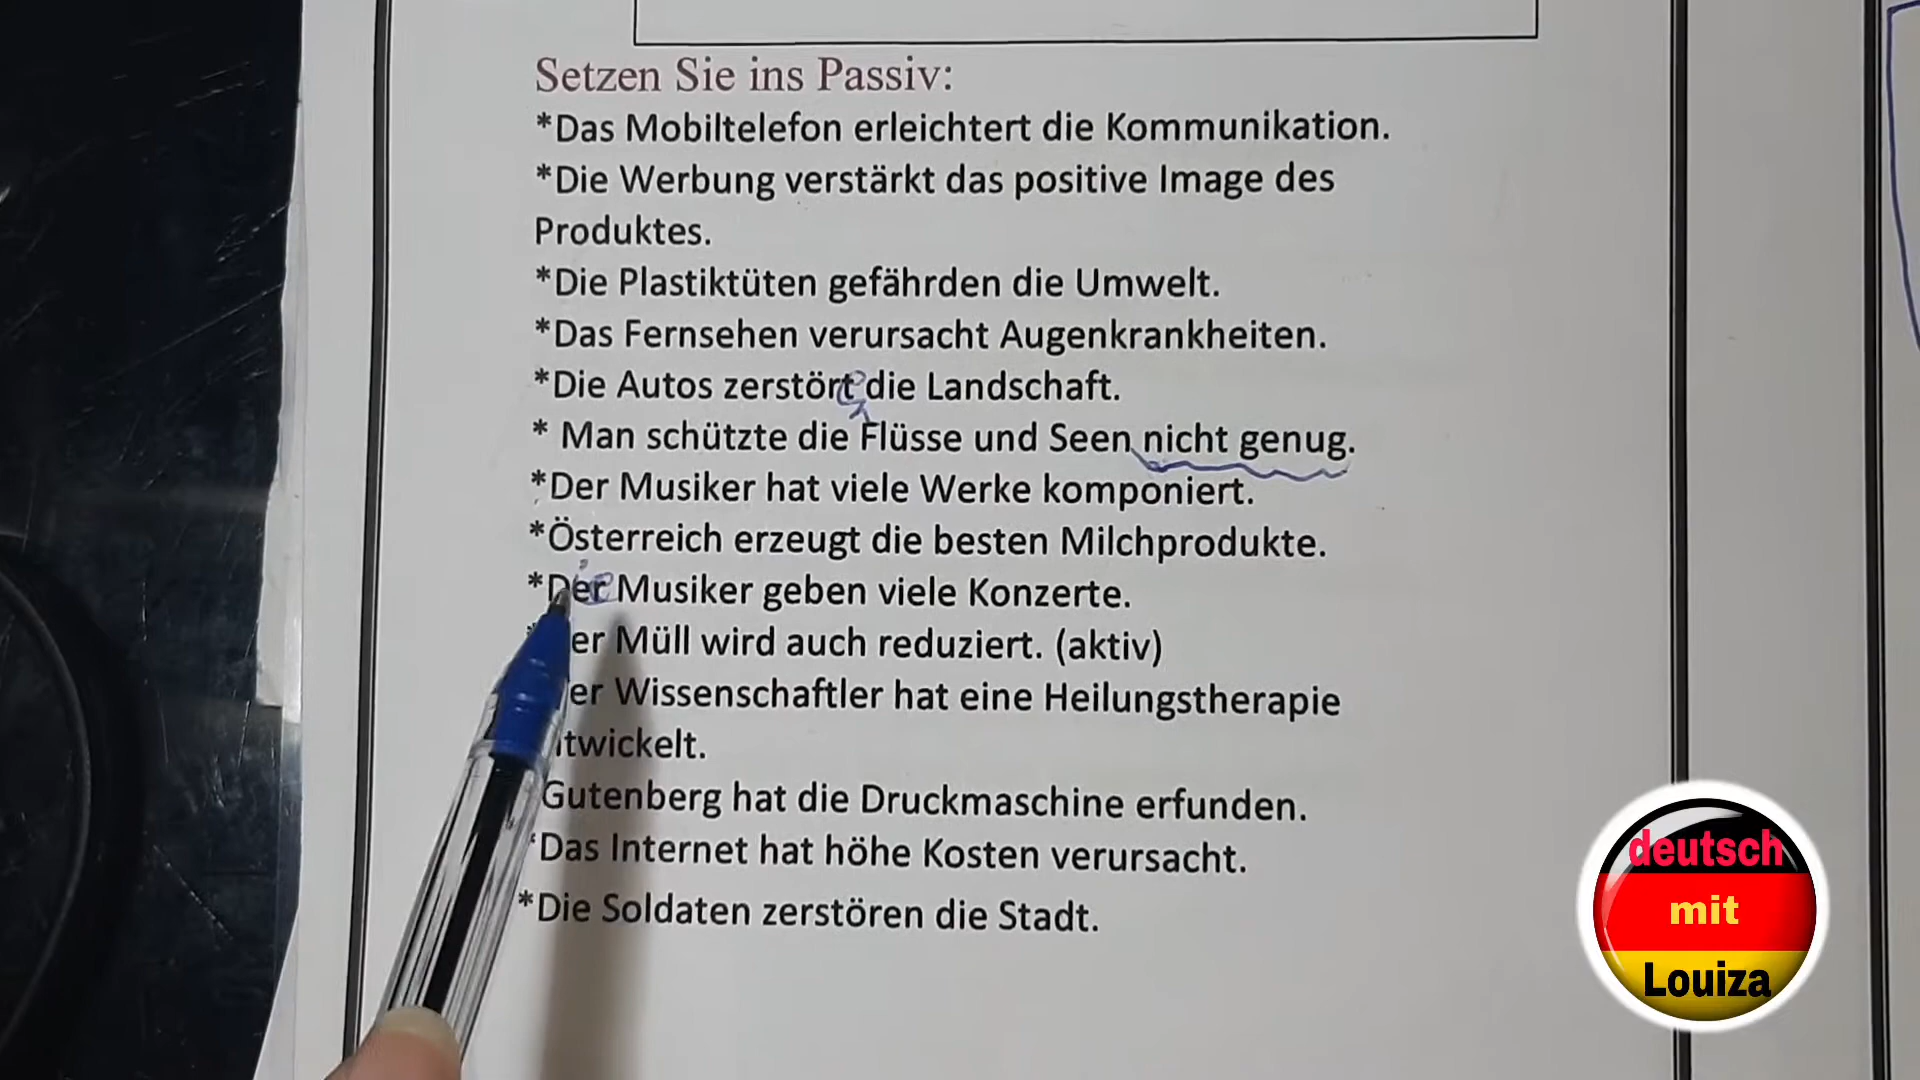 Setzen Sie ins Passiv:
*Das Mobiltelefon erleichtert die Kommunikation.
*Die Werbung verstärkt das positive Image des
Produktes.
*Die Plastiktüten gefährden die Umwelt.
*Das Fernsehen verursacht Augenkrankheiten.
*Die Autos zerstört die Landschaft.
* Man schützte die Flüsse und Seen nicht genug.
*Der Musiker hat viele Werke komponiert.
*Österreich erzeugt die besten Milchprodukte.
*Der Musiker geben viele Konzerte.
er Müll wird auch reduziert. (aktiv)
er Wissenschaftler hat eine Heilungstherapie
twickelt.
Gutenberg hat die Druckmaschine erfunden.
*Das Internet hat höhe Kosten verursacht.
*Die Soldaten zerstören die Stadt.
deutsch
mit
Louiza